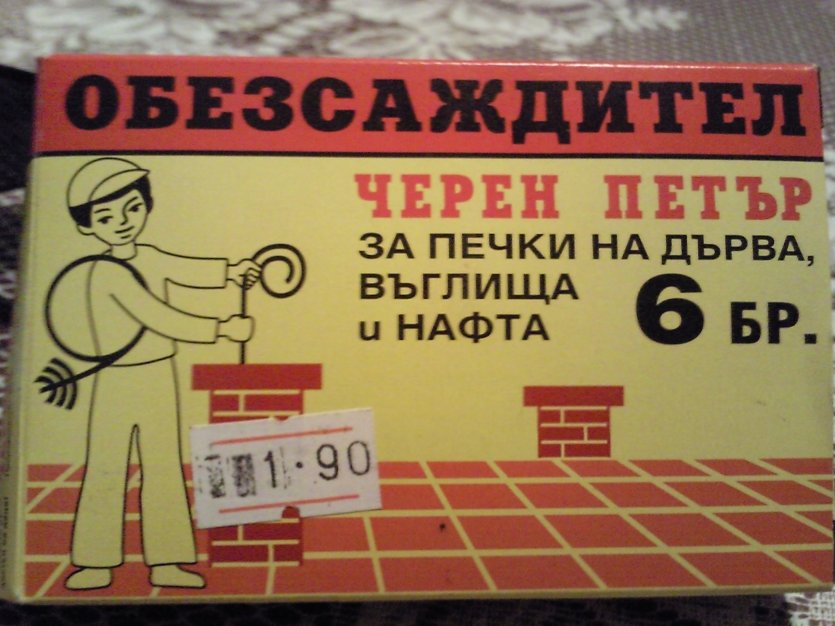 ОБЕЗСАЖДИТЕЛ
ЧЕРЕН ПЕТЪР
ЗА ПЕЧКИ НА ДЪРВА,
ВЪГЛИЩА
и НАФТА
6 БР.
1.90